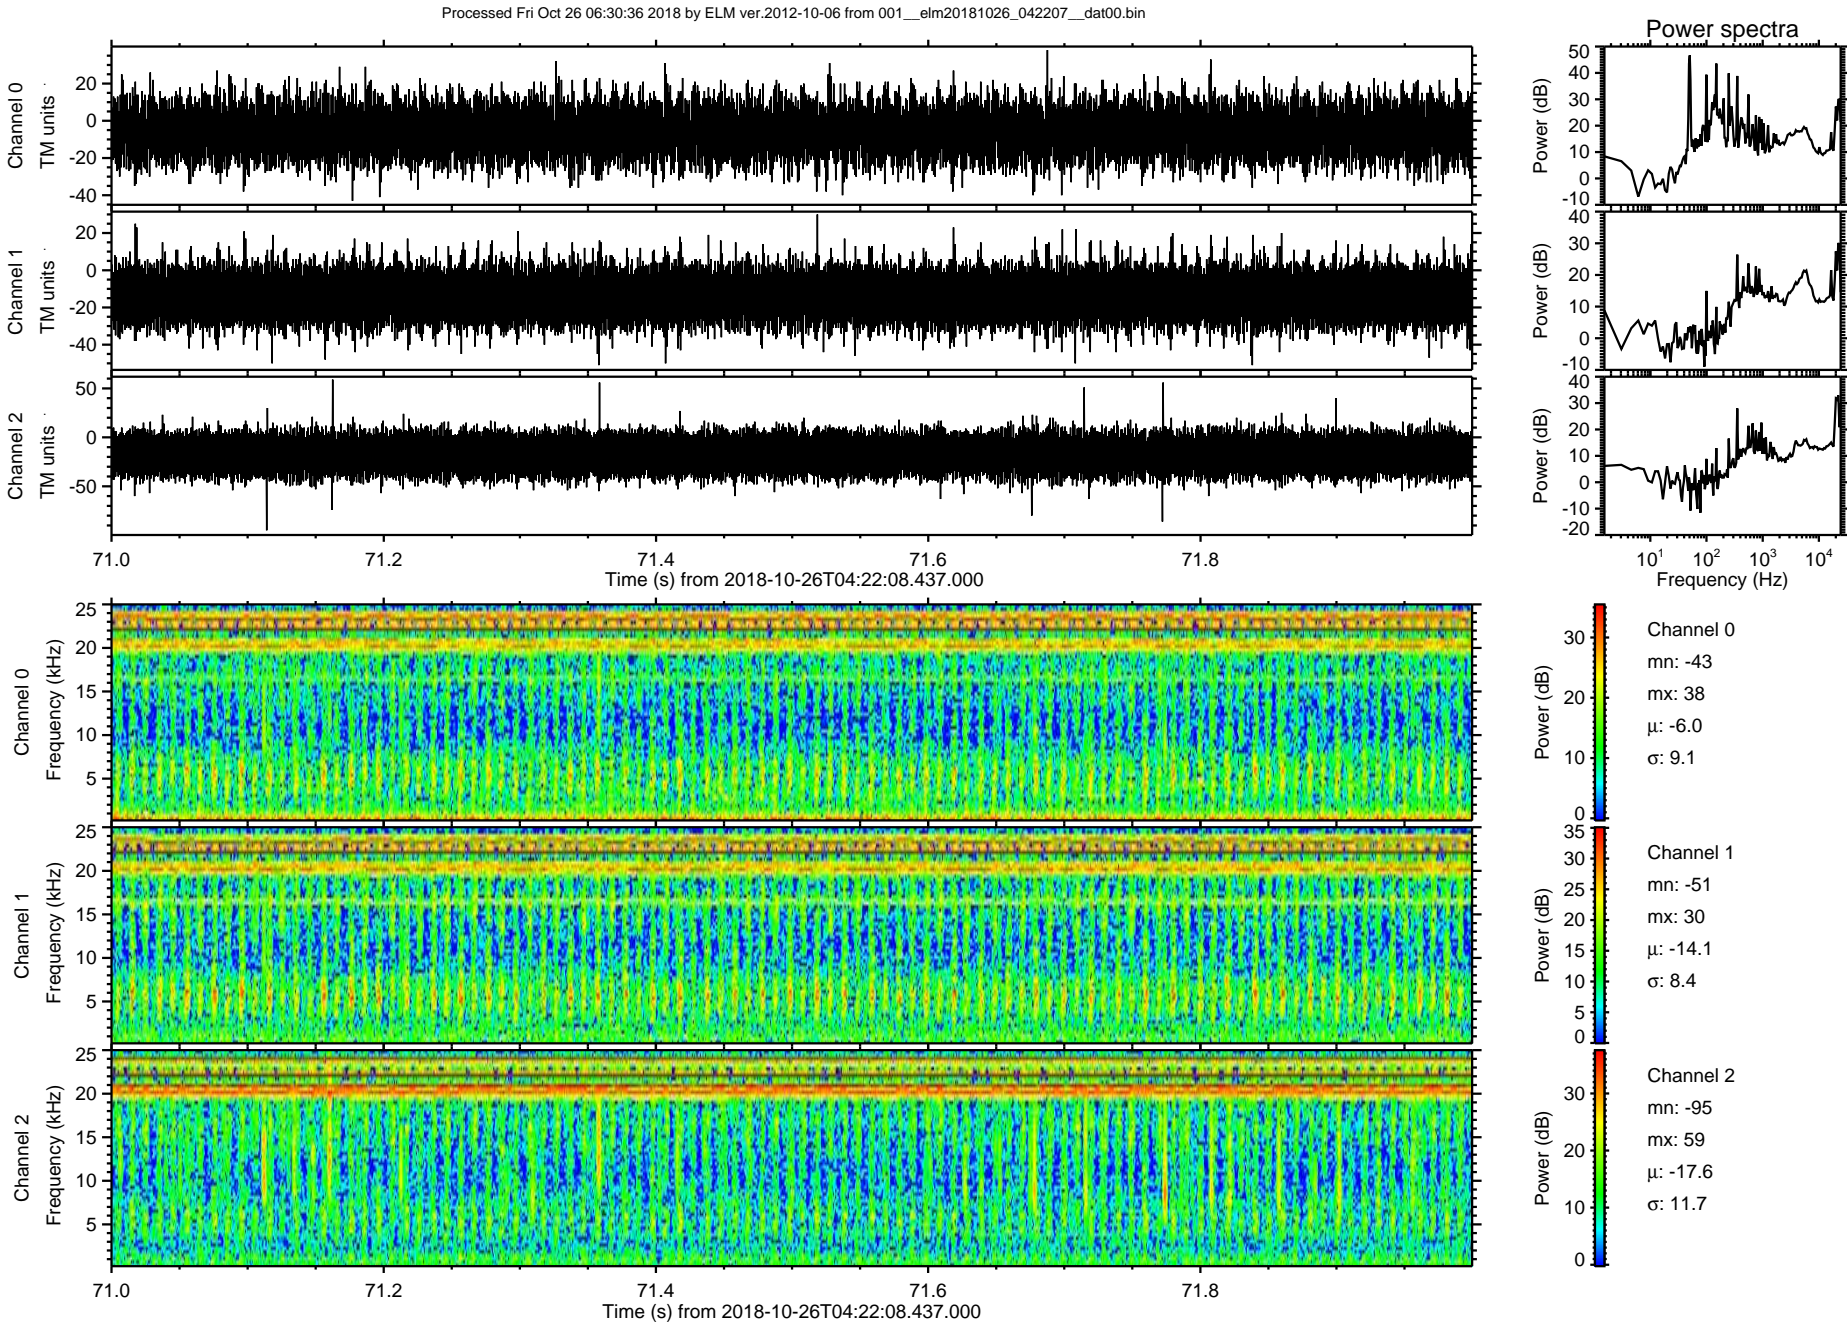 Processed Fri Oct 26 06:30:36 2018 by ELM ver.2012-10-06 from 001__elm20181026_042207__dat00.bin
Power spectra
Channel 0
TM units
20
0
-20
-40
Power (dB)
50
40
30
20
10
0
-10
Channel 1
TM units
20
0
-20
-40
Power (dB)
40
30
20
10
0
-10
Channel 2
TM units
50
0
-50
Power (dB)
40
30
20
10
0
-10
-20
71.0 71.2 71.4 71.6 71.8
Time (s) from 2018-10-26T04:22:08.437.000
10^1 10^2 10^3 10^4
Frequency (Hz)
Channel 0
Frequency (kHz)
25
20
15
10
5
Power (dB)
30
20
10
0
Channel 0
mn: -43
mx: 38
μ: -6.0
σ: 9.1
Channel 1
Frequency (kHz)
25
20
15
10
5
Power (dB)
35
30
25
20
15
10
5
0
Channel 1
mn: -51
mx: 30
μ: -14.1
σ: 8.4
Channel 2
Frequency (kHz)
25
20
15
10
5
Power (dB)
30
20
10
0
Channel 2
mn: -95
mx: 59
μ: -17.6
σ: 11.7
71.0 71.2 71.4 71.6 71.8
Time (s) from 2018-10-26T04:22:08.437.000